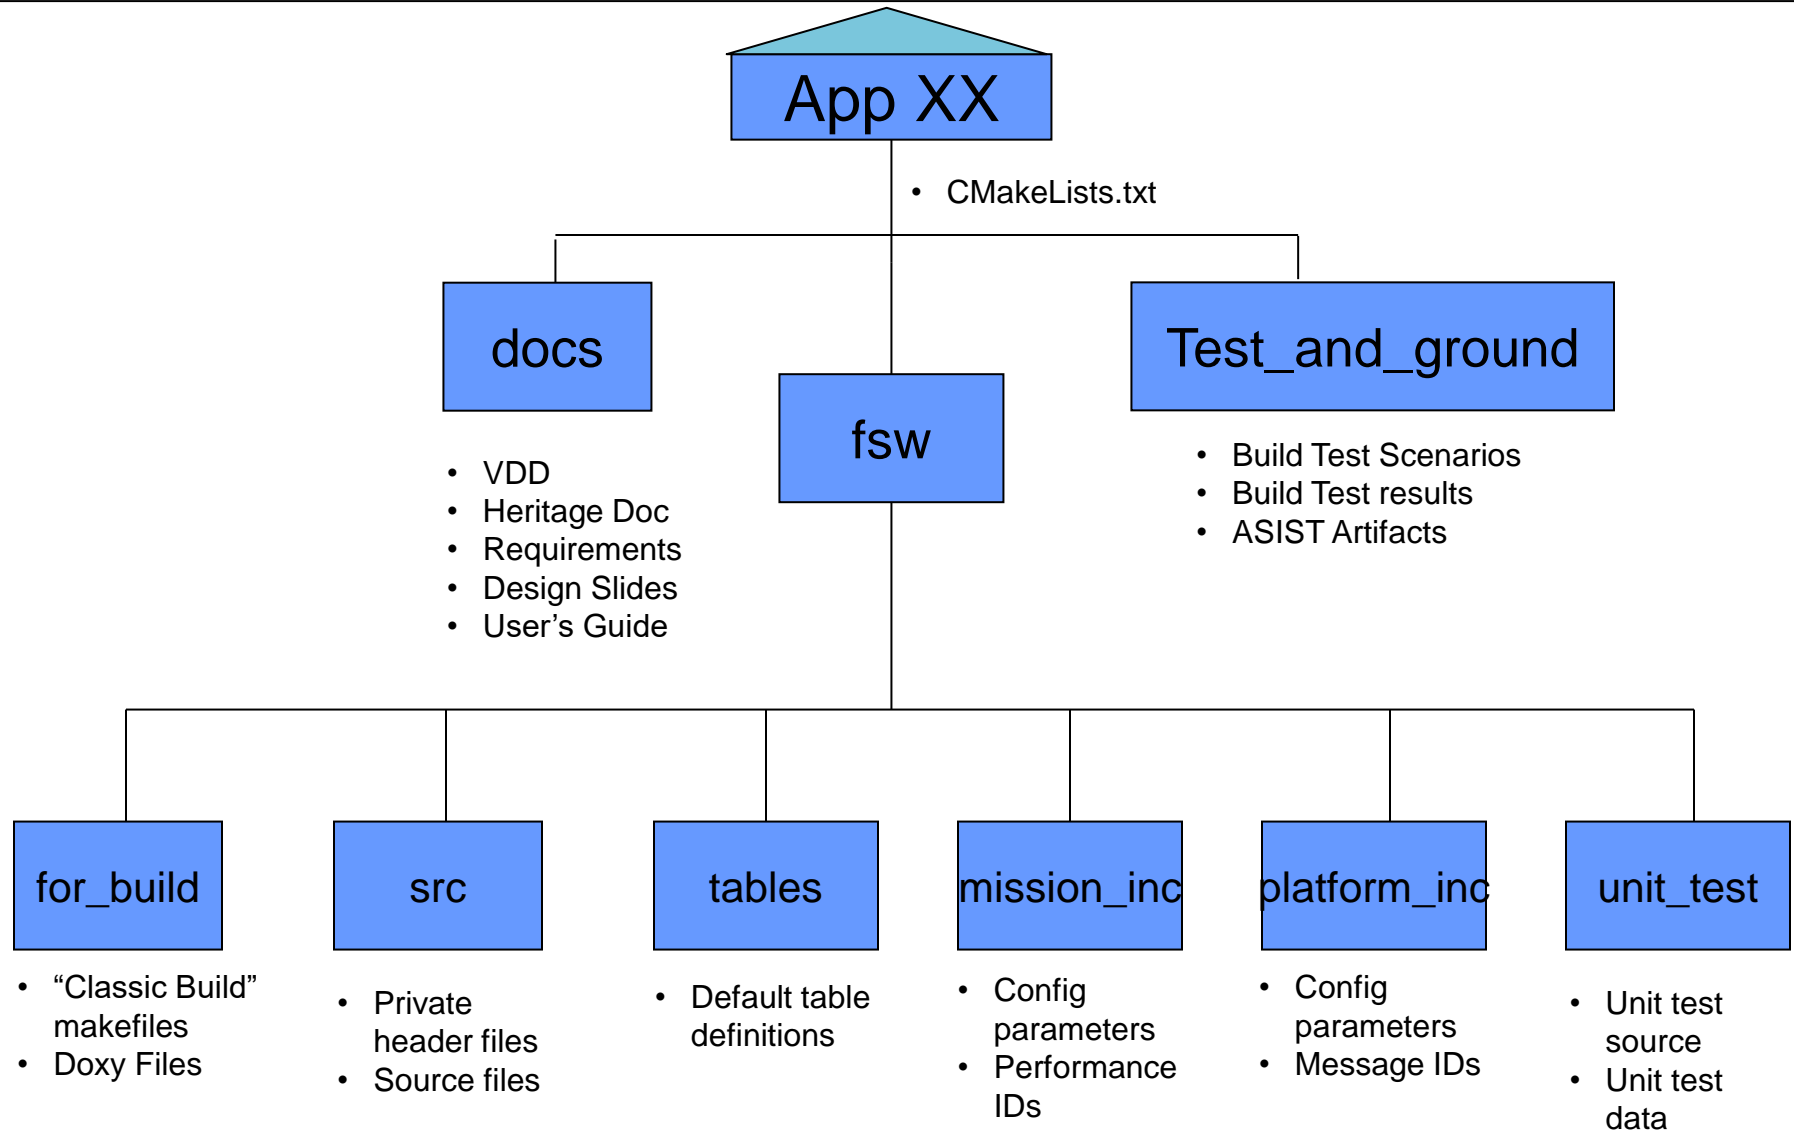 App XX
• CMakeLists.txt
docs
fsw
Test_and_ground
• VDD
• Heritage Doc
• Requirements
• Design Slides
• User’s Guide
• Build Test Scenarios
• Build Test results
• ASIST Artifacts
for_build
src
tables
mission_inc
platform_inc
unit_test
• “Classic Build”
makefiles
• Doxy Files
• Private
header files
• Source files
• Default table
definitions
• Config
parameters
• Performance
IDs
• Config
parameters
• Message IDs
• Unit test
source
• Unit test
data